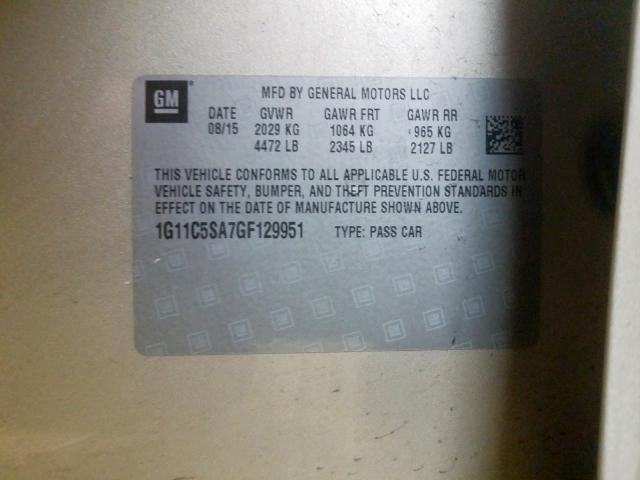 GM
MFD BY GENERAL MOTORS LLC
DATE GVWR GAWR FRT GAWR RR
08/15 2029 KG 1064 KG 965 KG
4472 LB 2345 LB 2127 LB
THIS VEHICLE CONFORMS TO ALL APPLICABLE U.S. FEDERAL MOTOR
VEHICLE SAFETY, BUMPER, AND THEFT PREVENTION STANDARDS IN
EFFECT ON THE DATE OF MANUFACTURE SHOWN ABOVE.
1G11C5SA7GF129951 TYPE: PASS CAR